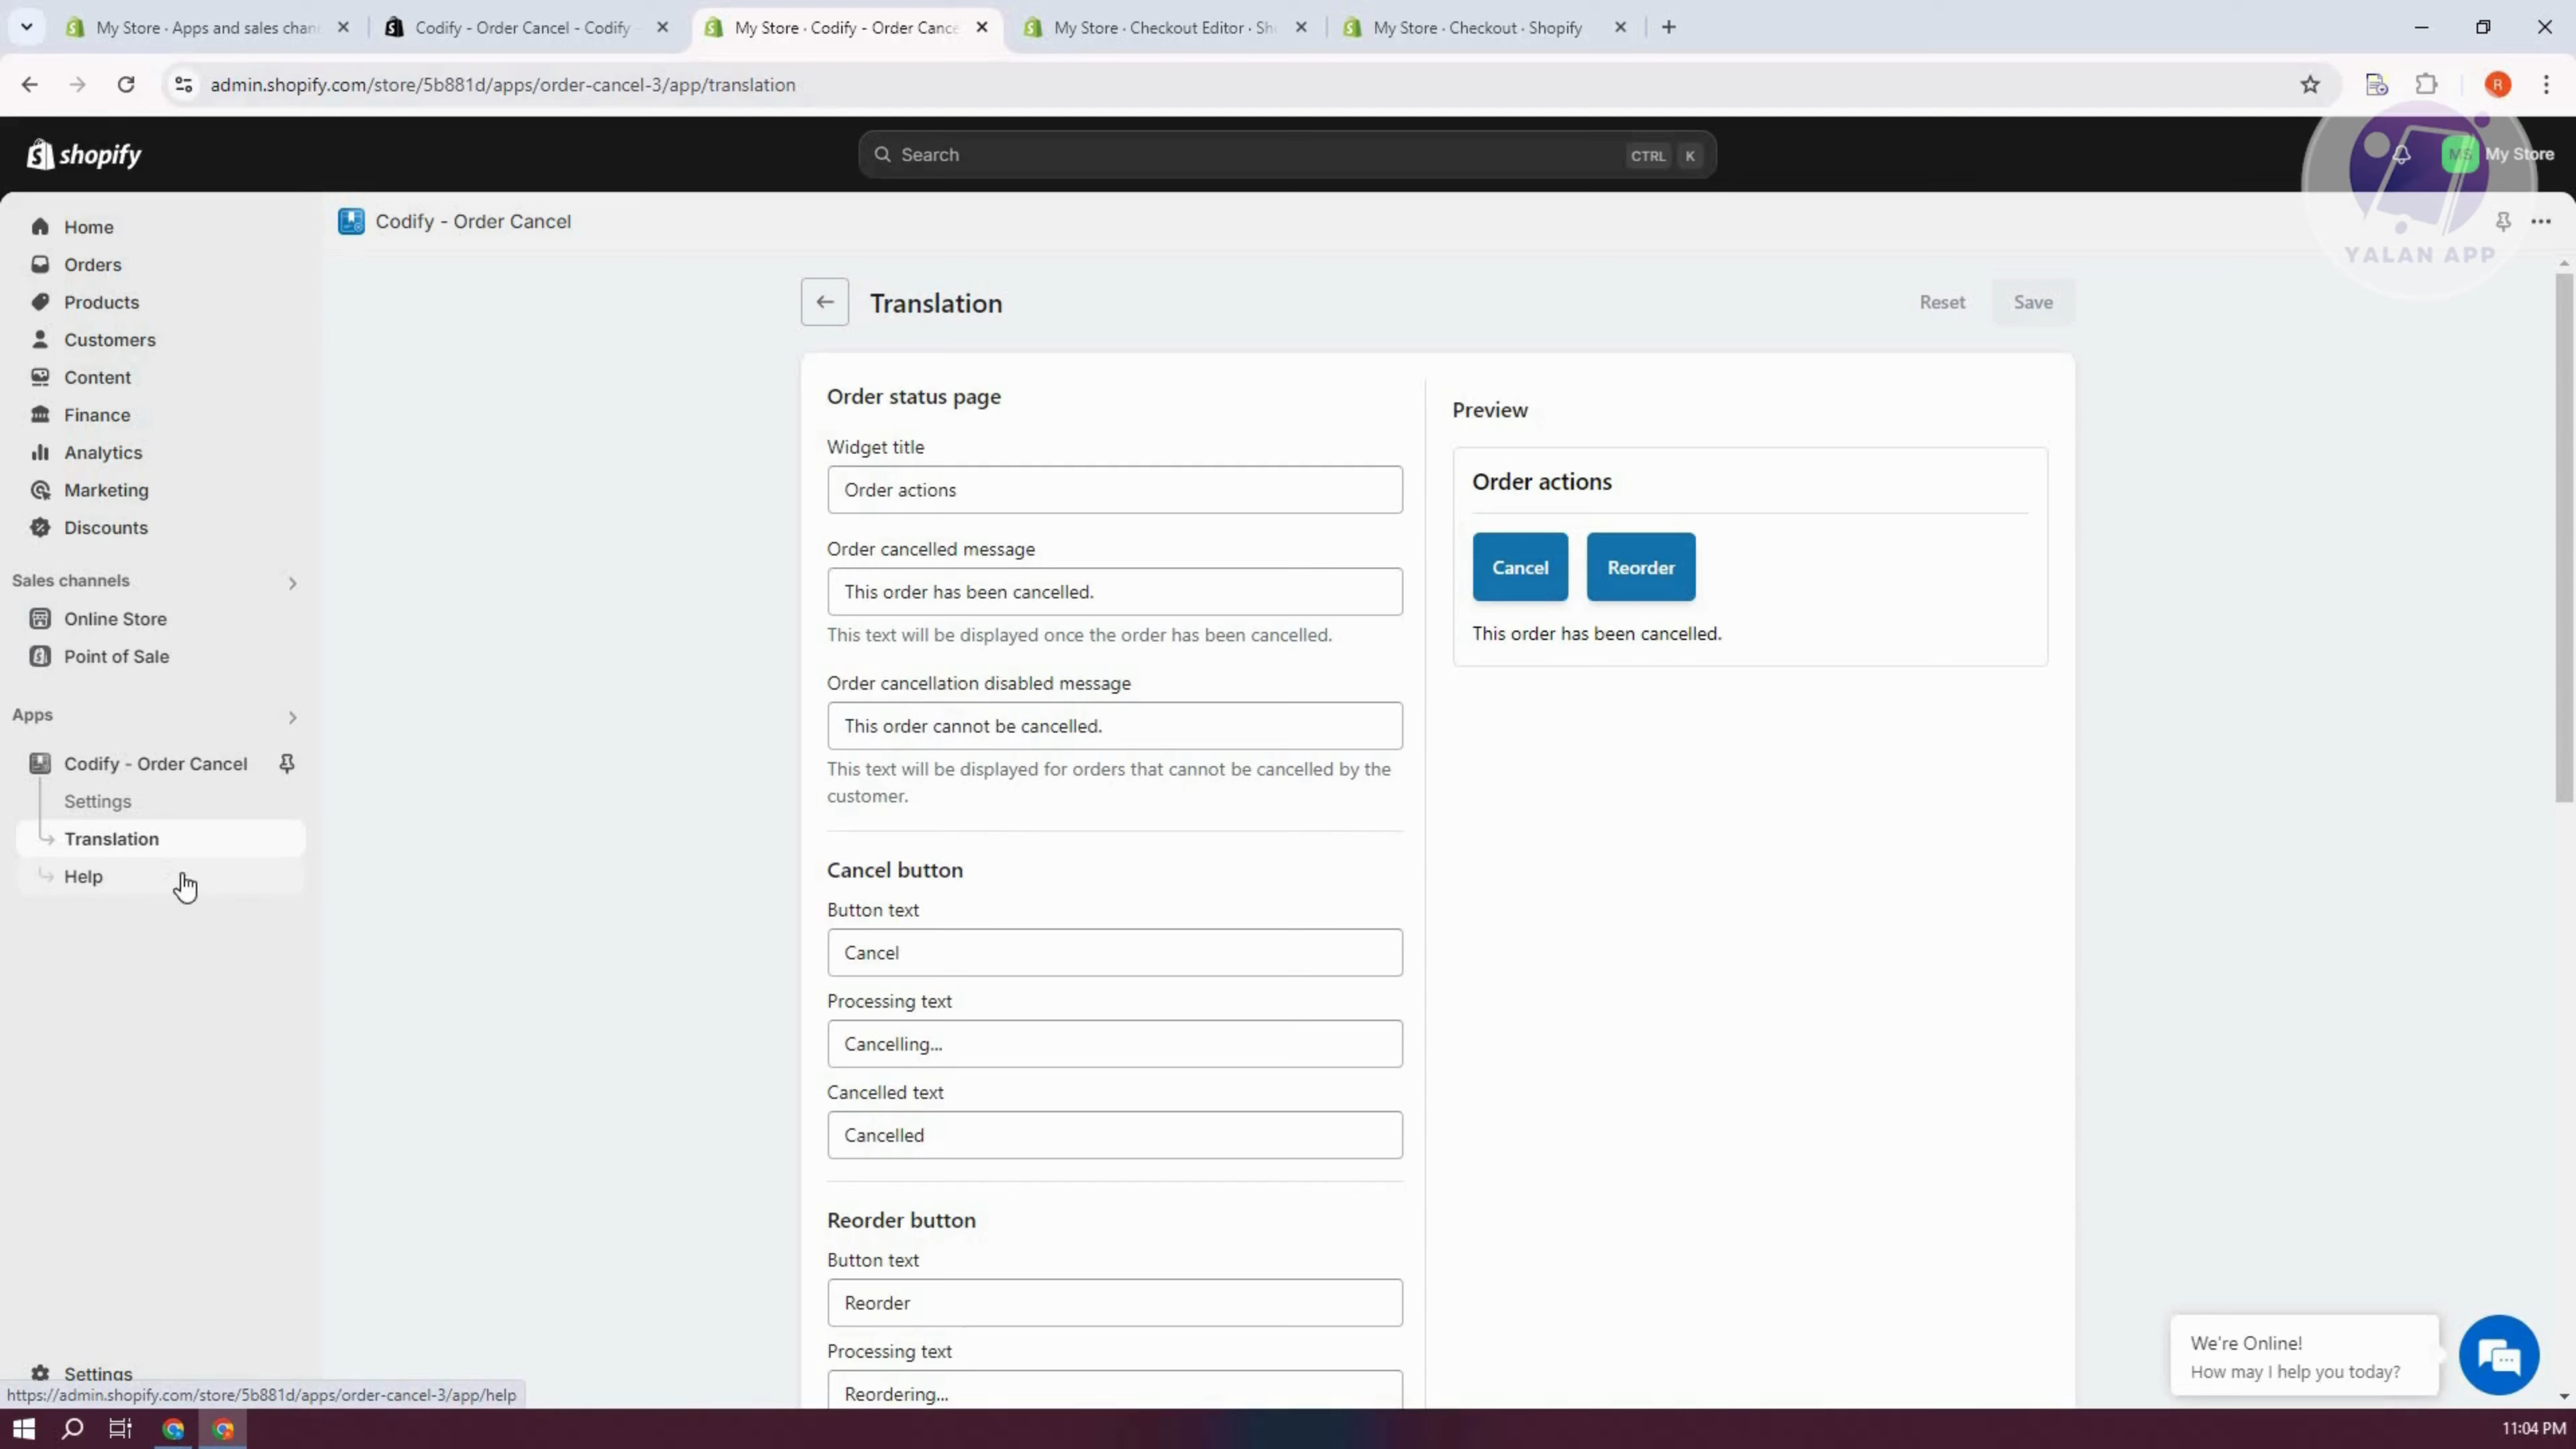 My Store · Apps and sales chan
Codify - Order Cancel - Codify
My Store · Codify - Order Cance
My Store · Checkout Editor · Sh
My Store · Checkout · Shopify
admin.shopify.com/store/5b881d/apps/order-cancel-3/app/translation
R
shopify
Search
CTRL K
MS
My Store
YALAN APP
Home
Orders
Products
Customers
Content
Finance
Analytics
Marketing
Discounts
Sales channels
Online Store
Point of Sale
Apps
Codify - Order Cancel
Settings
Translation
Help
Settings
https://admin.shopify.com/store/5b881d/apps/order-cancel-3/app/help
Codify - Order Cancel
Translation
Reset
Save
Order status page
Widget title
Order actions
Order cancelled message
This order has been cancelled.
This text will be displayed once the order has been cancelled.
Order cancellation disabled message
This order cannot be cancelled.
This text will be displayed for orders that cannot be cancelled by the
customer.
Cancel button
Button text
Cancel
Processing text
Cancelling...
Cancelled text
Cancelled
Reorder button
Button text
Reorder
Processing text
Reordering...
Preview
Order actions
Cancel
Reorder
This order has been cancelled.
We're Online!
How may I help you today?
11:04 PM